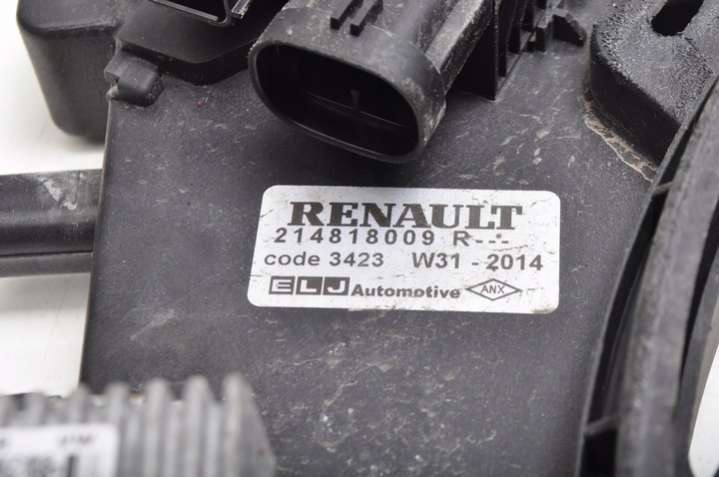 RENAULT
214818009 R---
code 3423 W31 - 2014
ELJ Automotive ANX